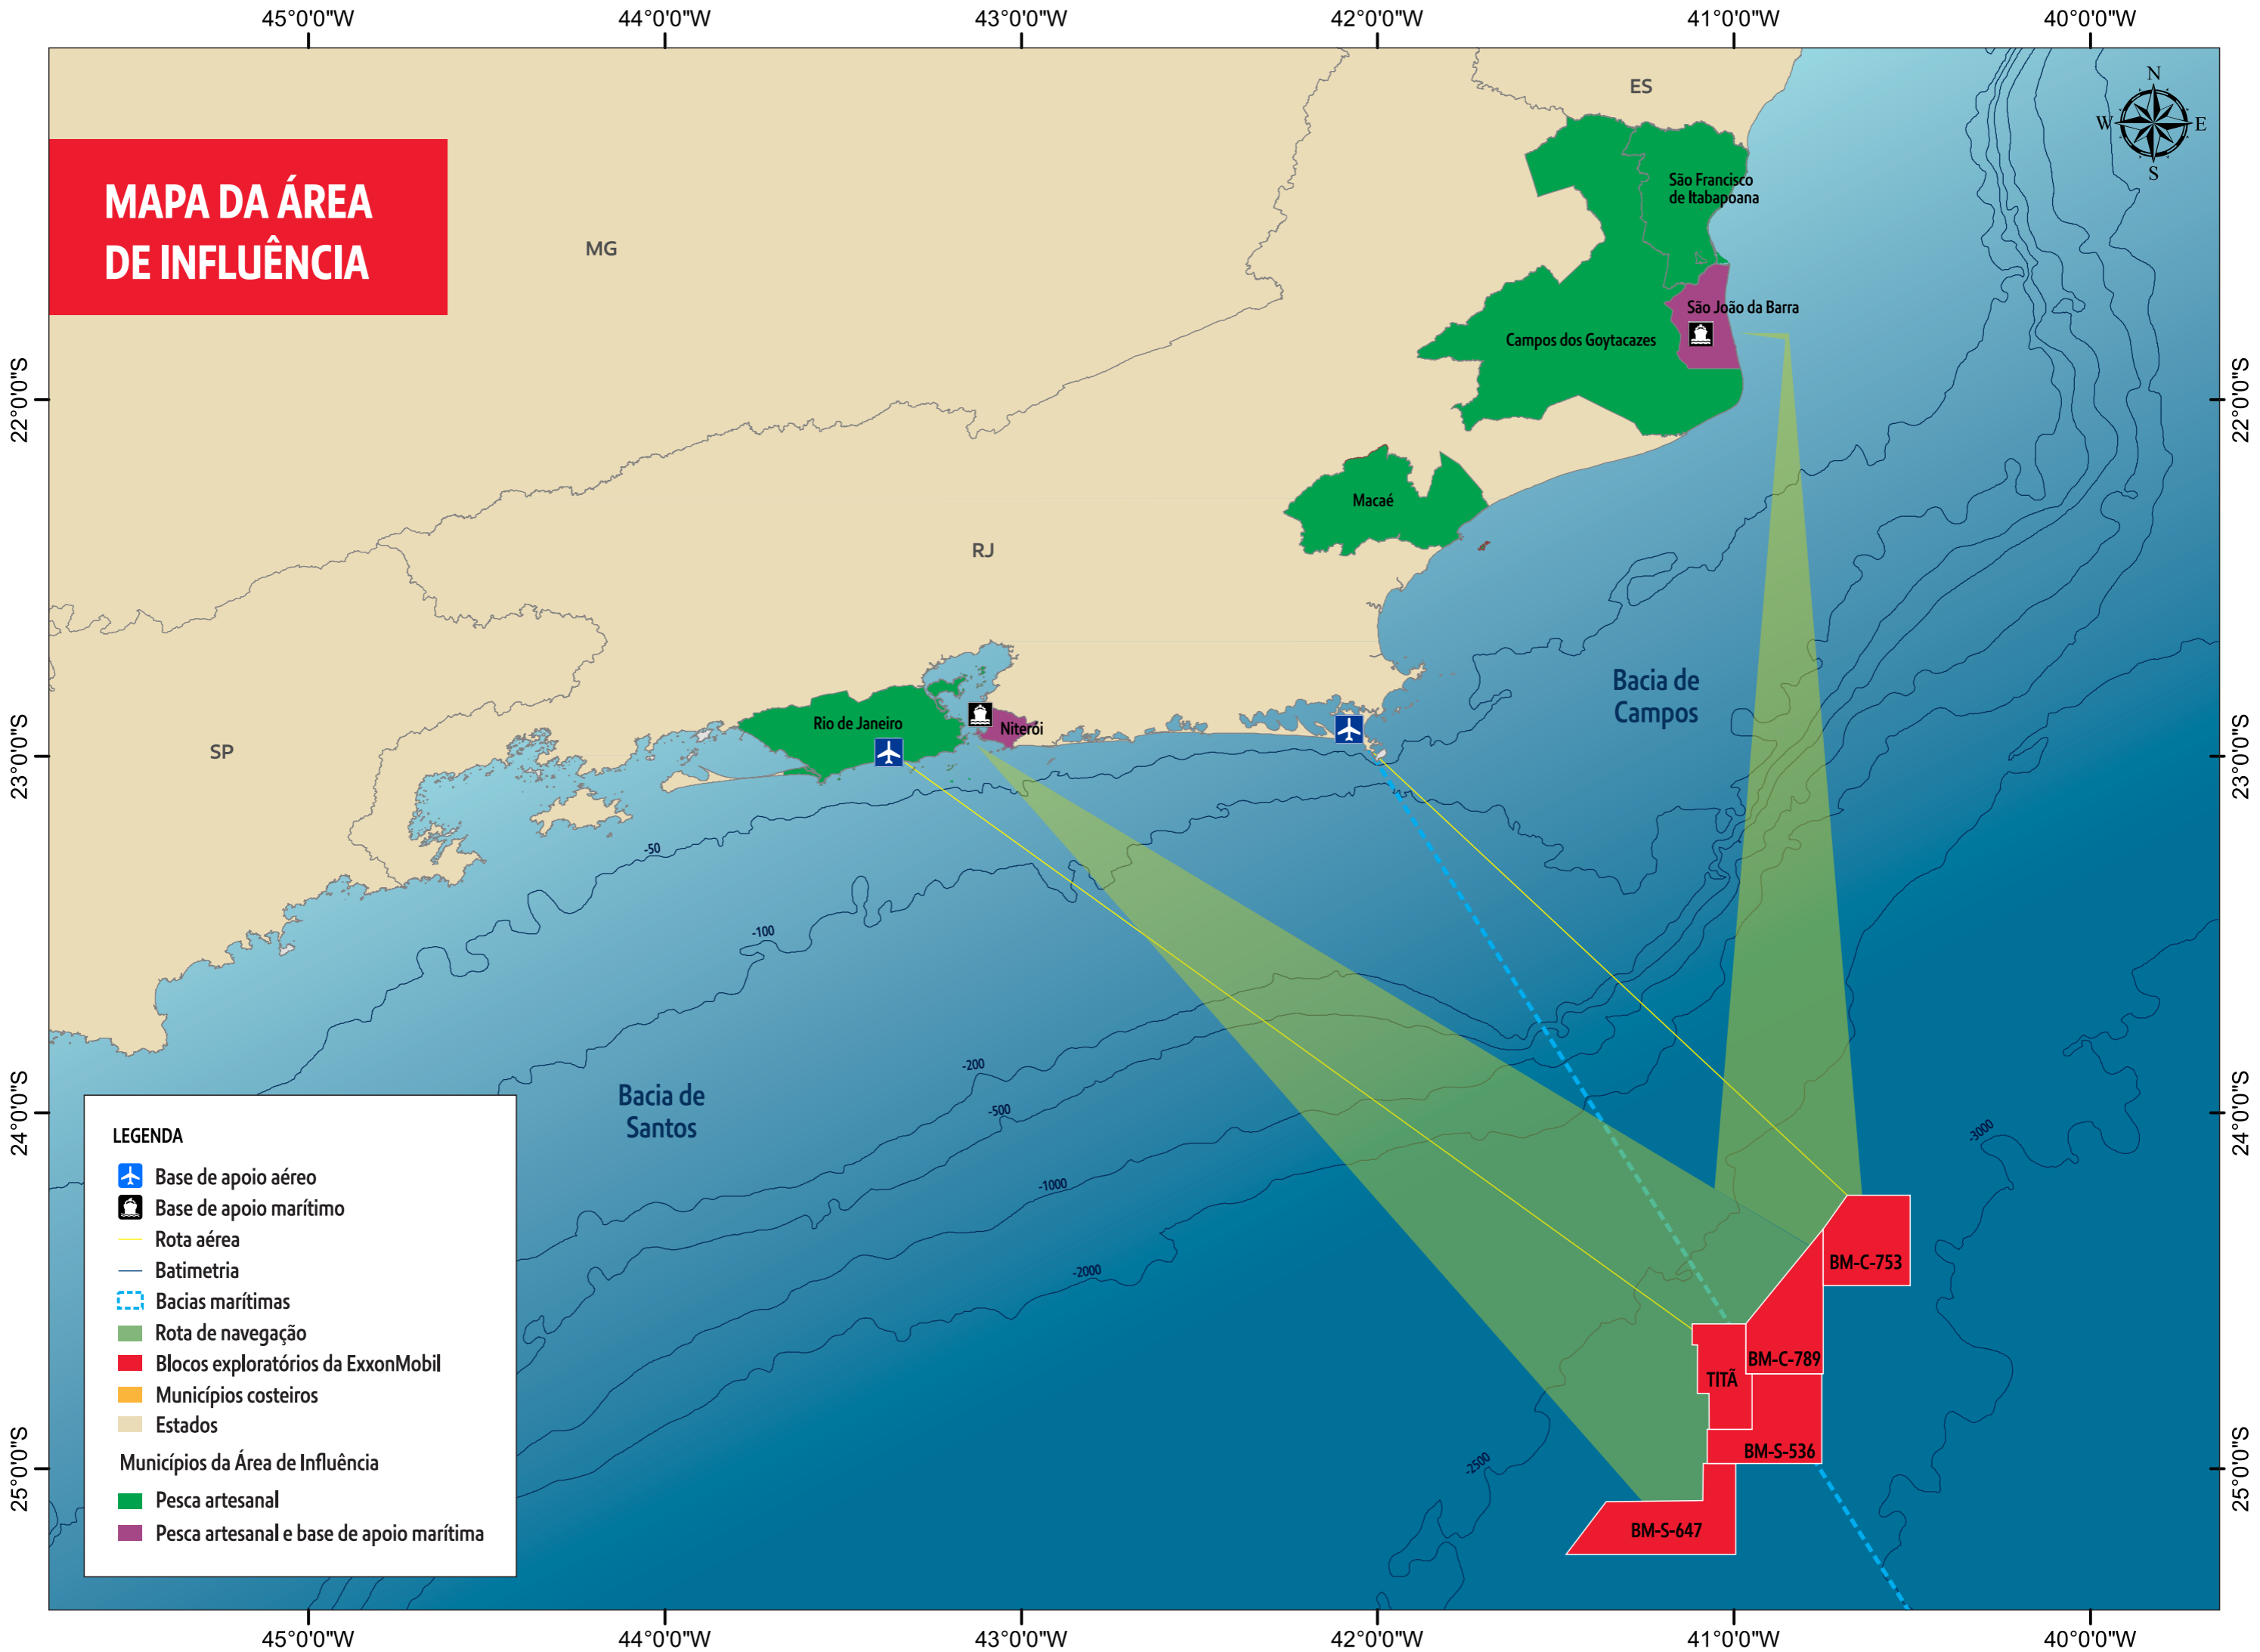 45°0'0"W 44°0'0"W 43°0'0"W 42°0'0"W 41°0'0"W 40°0'0"W
ES
N
W E
S
MAPA DA ÁREA
DE INFLUÊNCIA
MG
São Francisco
de Itabapoana
São João da Barra
Campos dos Goytacazes
22°0'0"S 22°0'0"S
Macaé
RJ
Bacia de
Campos
Rio de Janeiro
Niterói
SP
23°0'0"S 23°0'0"S
-50
-100
-200
-500
-1000
-2000
-2500
-3000
Bacia de
Santos
24°0'0"S 24°0'0"S
LEGENDA
Base de apoio aéreo
Base de apoio marítimo
Rota aérea
Batimetria
Bacias marítimas
Rota de navegação
Blocos exploratórios da ExxonMobil
Municípios costeiros
Estados
Municípios da Área de Influência
Pesca artesanal
Pesca artesanal e base de apoio marítima
BM-C-753
BM-C-789
TITÃ
BM-S-536
BM-S-647
25°0'0"S 25°0'0"S
45°0'0"W 44°0'0"W 43°0'0"W 42°0'0"W 41°0'0"W 40°0'0"W